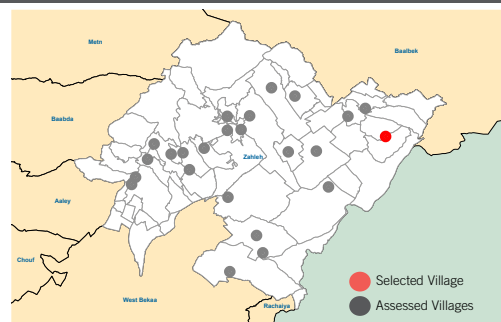 Metn
Baalbek
Baabda
Zahleh
Aaley
Chouf
West Bekaa
Rachaiya
Selected Village
Assessed Villages